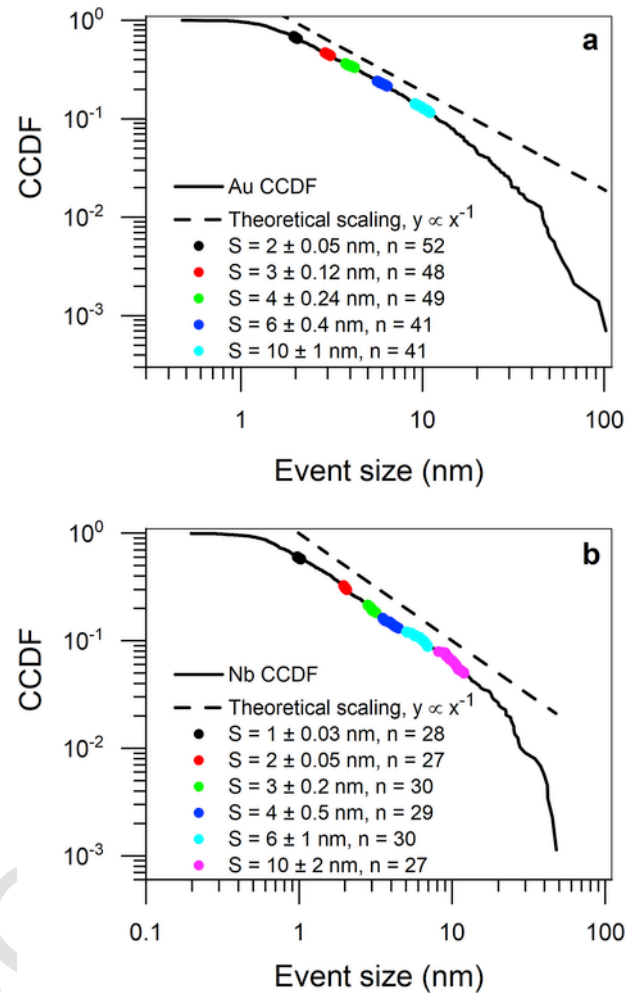 a
10⁰
10⁻¹
10⁻²
10⁻³
CCDF
Au CCDF
Theoretical scaling, y ∝ x⁻¹
S = 2 ± 0.05 nm, n = 52
S = 3 ± 0.12 nm, n = 48
S = 4 ± 0.24 nm, n = 49
S = 6 ± 0.4 nm, n = 41
S = 10 ± 1 nm, n = 41
1 10 100
Event size (nm)
b
10⁰
10⁻¹
10⁻²
10⁻³
CCDF
Nb CCDF
Theoretical scaling, y ∝ x⁻¹
S = 1 ± 0.03 nm, n = 28
S = 2 ± 0.05 nm, n = 27
S = 3 ± 0.2 nm, n = 30
S = 4 ± 0.5 nm, n = 29
S = 6 ± 1 nm, n = 30
S = 10 ± 2 nm, n = 27
0.1 1 10 100
Event size (nm)